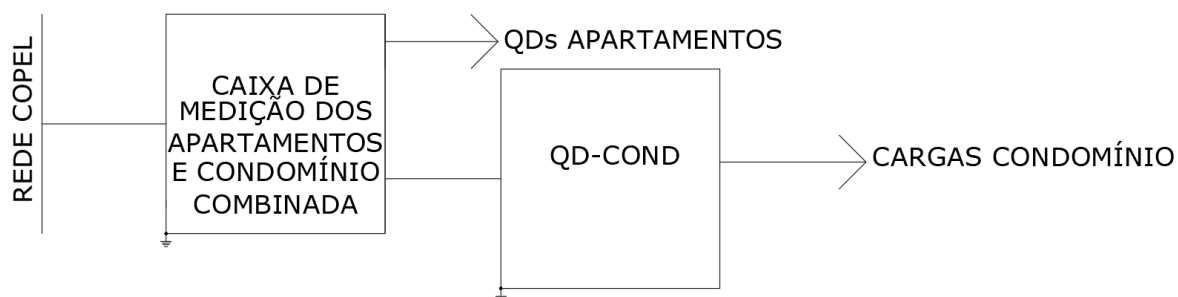 REDE COPEL
CAIXA DE
MEDIÇÃO DOS
APARTAMENTOS
E CONDOMÍNIO
COMBINADA
QDs APARTAMENTOS
QD-COND
CARGAS CONDOMÍNIO